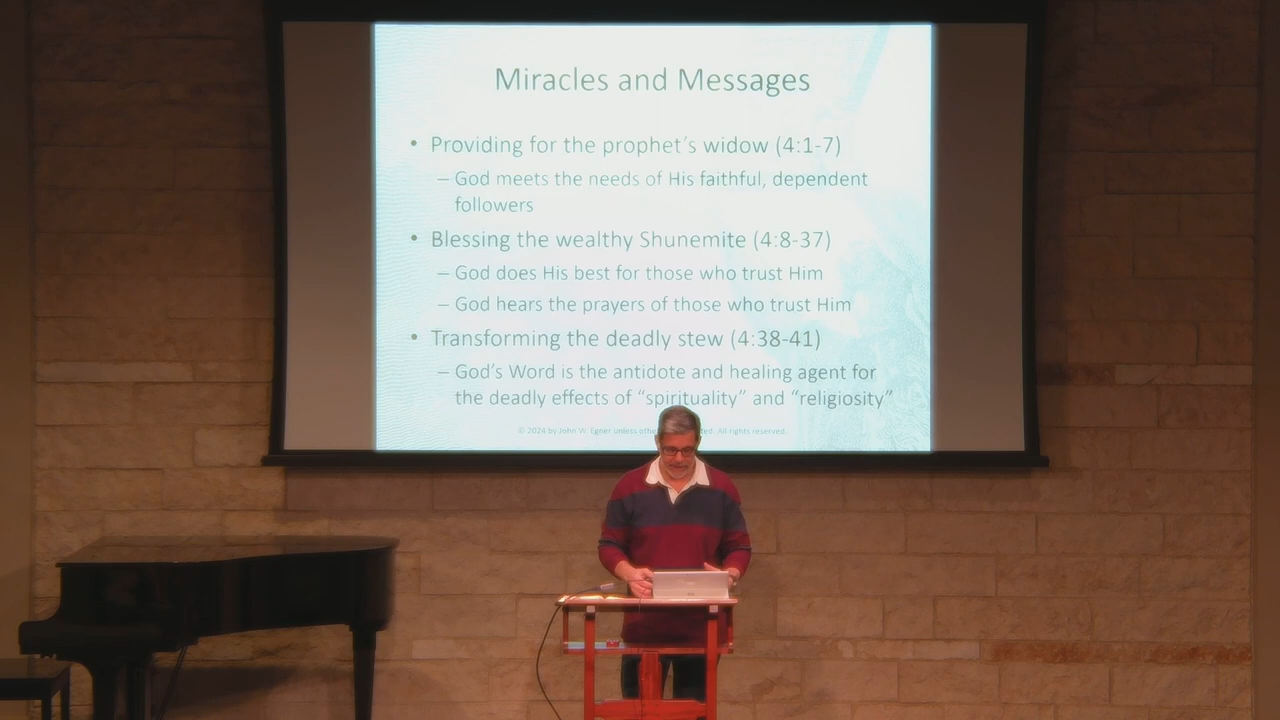 Miracles and Messages
• Providing for the prophet's widow (4:1-7)
– God meets the needs of His faithful, dependent
followers
• Blessing the wealthy Shunemite (4:8-37)
– God does His best for those who trust Him
– God hears the prayers of those who trust Him
• Transforming the deadly stew (4:38-41)
– God's Word is the antidote and healing agent for
the deadly effects of "spirituality" and "religiosity"
© 2024 by John W. Egner unless ted. All rights reserved.